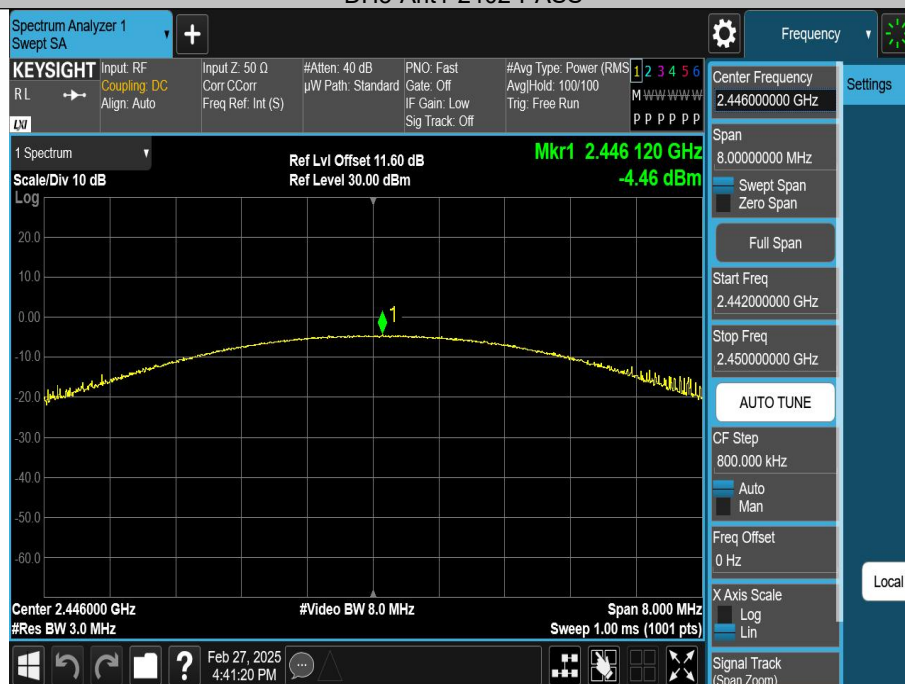 Spectrum Analyzer 1
Swept SA
+
Frequency
KEYSIGHT
RL
LXI
Input: RF
Coupling: DC
Align: Auto
Input Z: 50 Ω
Corr CCorr
Freq Ref: Int (S)
#Atten: 40 dB
µW Path: Standard
PNO: Fast
Gate: Off
IF Gain: Low
Sig Track: Off
#Avg Type: Power (RMS
Avg|Hold: 100/100
Trig: Free Run
1 2 3 4 5 6
M W W W W W
P P P P P P
1 Spectrum
Scale/Div 10 dB
Log
Ref Lvl Offset 11.60 dB
Ref Level 30.00 dBm
Mkr1 2.446 120 GHz
-4.46 dBm
20.0
10.0
0.00
-10.0
-20.0
-30.0
-40.0
-50.0
-60.0
1
Center 2.446000 GHz
#Res BW 3.0 MHz
#Video BW 8.0 MHz
Span 8.000 MHz
Sweep 1.00 ms (1001 pts)
Feb 27, 2025
4:41:20 PM
?
Center Frequency
2.446000000 GHz
Settings
Span
8.00000000 MHz
Swept Span
Zero Span
Full Span
Start Freq
2.442000000 GHz
Stop Freq
2.450000000 GHz
AUTO TUNE
CF Step
800.000 kHz
Auto
Man
Freq Offset
0 Hz
X Axis Scale
Log
Lin
Local
Signal Track
(Span Zoom)